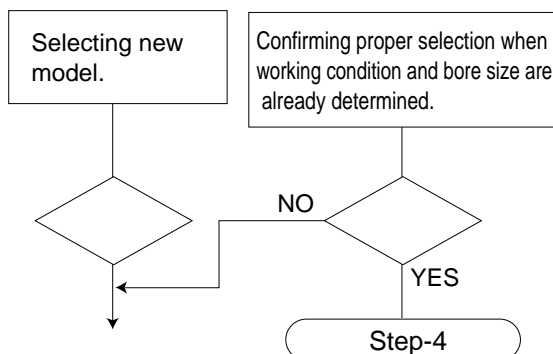 Selecting new
model.
Confirming proper selection when
working condition and bore size are
already determined.
NO
YES
Step-4